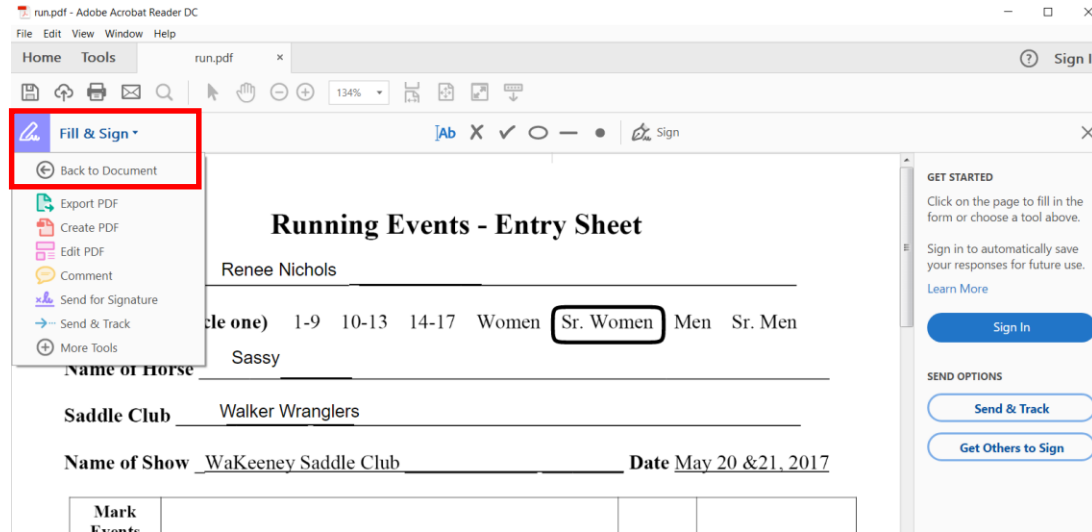 run.pdf - Adobe Acrobat Reader DC
File Edit View Window Help
Home Tools run.pdf × ? Sign I
134%
Fill & Sign
Ab Sign
Back to Document
Export PDF
Create PDF
Edit PDF
Comment
Send for Signature
Send & Track
More Tools
Running Events - Entry Sheet
Renee Nichols
cle one) 1-9 10-13 14-17 Women Sr. Women Men Sr. Men
Name of Horse Sassy
Saddle Club Walker Wranglers
Name of Show WaKeeney Saddle Club Date May 20 &21, 2017
Mark
Events
GET STARTED
Click on the page to fill in the
form or choose a tool above.
Sign in to automatically save
your responses for future use.
Learn More
Sign In
SEND OPTIONS
Send & Track
Get Others to Sign